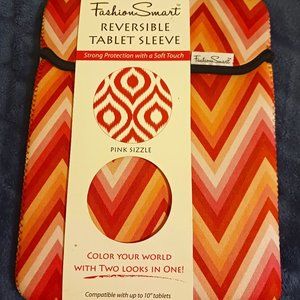 FashionSmart™
REVERSIBLE
TABLET SLEEVE
Strong Protection with a Soft Touch
FashionSmart
PINK SIZZLE
COLOR YOUR WORLD
WITH TWO LOOKS IN ONE!
Compatible with up to 10" tablets